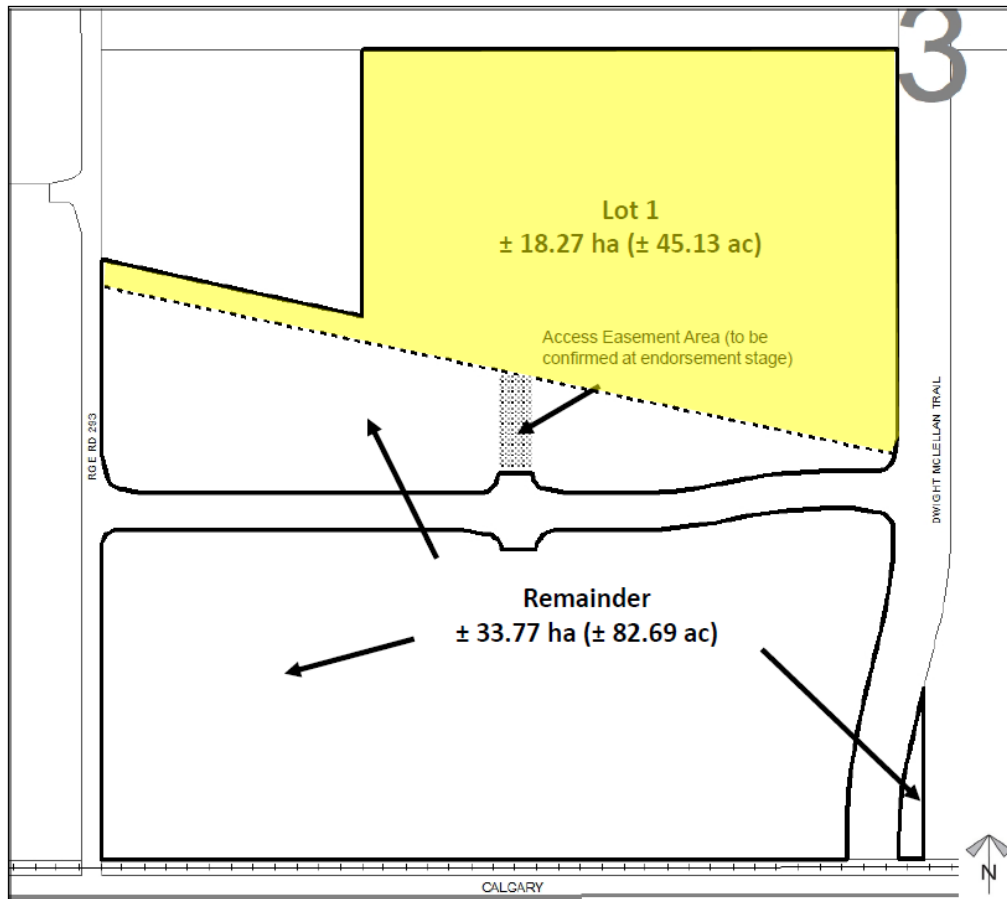 3
Lot 1
± 18.27 ha (± 45.13 ac)
Access Easement Area (to be
confirmed at endorsement stage)
RGE RD 293
DWIGHT MCLELLAN TRAIL
Remainder
± 33.77 ha (± 82.69 ac)
N
CALGARY